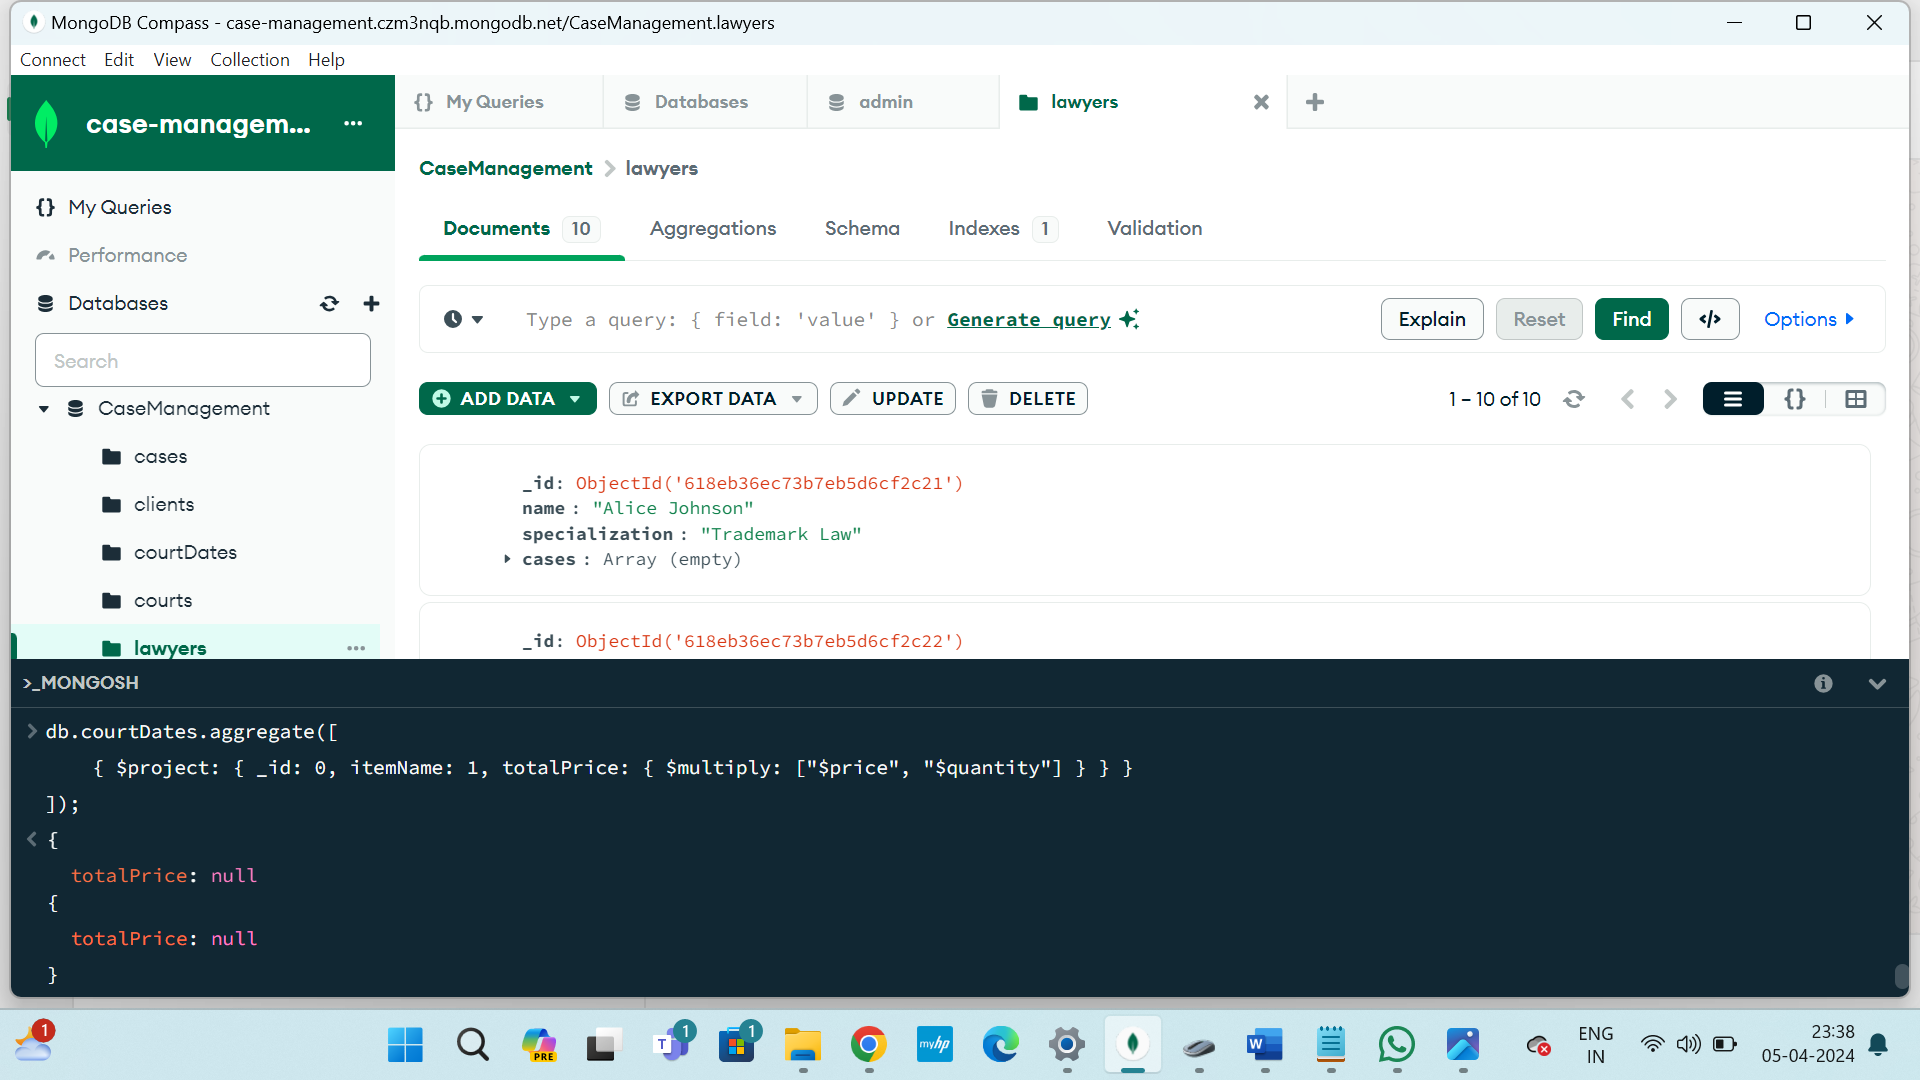 MongoDB Compass - case-management.czm3nqb.mongodb.net/CaseManagement.lawyers
Connect Edit View Collection Help
case-managem... ...
{} My Queries Databases admin lawyers
CaseManagement > lawyers
{} My Queries
Performance
Databases
Search
CaseManagement
cases
clients
courtDates
courts
lawyers ...
Documents 10 Aggregations Schema Indexes 1 Validation
Type a query: { field: 'value' } or Generate query
Explain Reset Find </> Options
ADD DATA EXPORT DATA UPDATE DELETE
1 – 10 of 10 {}
_id: ObjectId('618eb36ec73b7eb5d6cf2c21')
name : "Alice Johnson"
specialization : "Trademark Law"
cases : Array (empty)
_id: ObjectId('618eb36ec73b7eb5d6cf2c22')
>_MONGOSH
> db.courtDates.aggregate([
{ $project: { _id: 0, itemName: 1, totalPrice: { $multiply: ["$price", "$quantity"] } } }
]);
< {
totalPrice: null
{
totalPrice: null
}
1
PRE
T 1
1
myhp
W
ENG
IN
23:38
05-04-2024